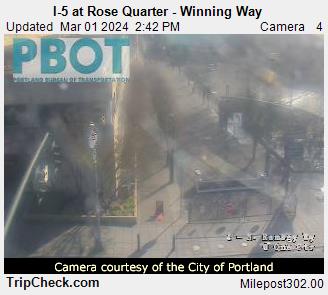 I-5 at Rose Quarter - Winning Way
Updated Mar 01 2024 2:42 PM Camera 4
PBOT
PORTLAND BUREAU OF TRANSPORTATION
Camera courtesy of the City of Portland
TripCheck.com Milepost302.00